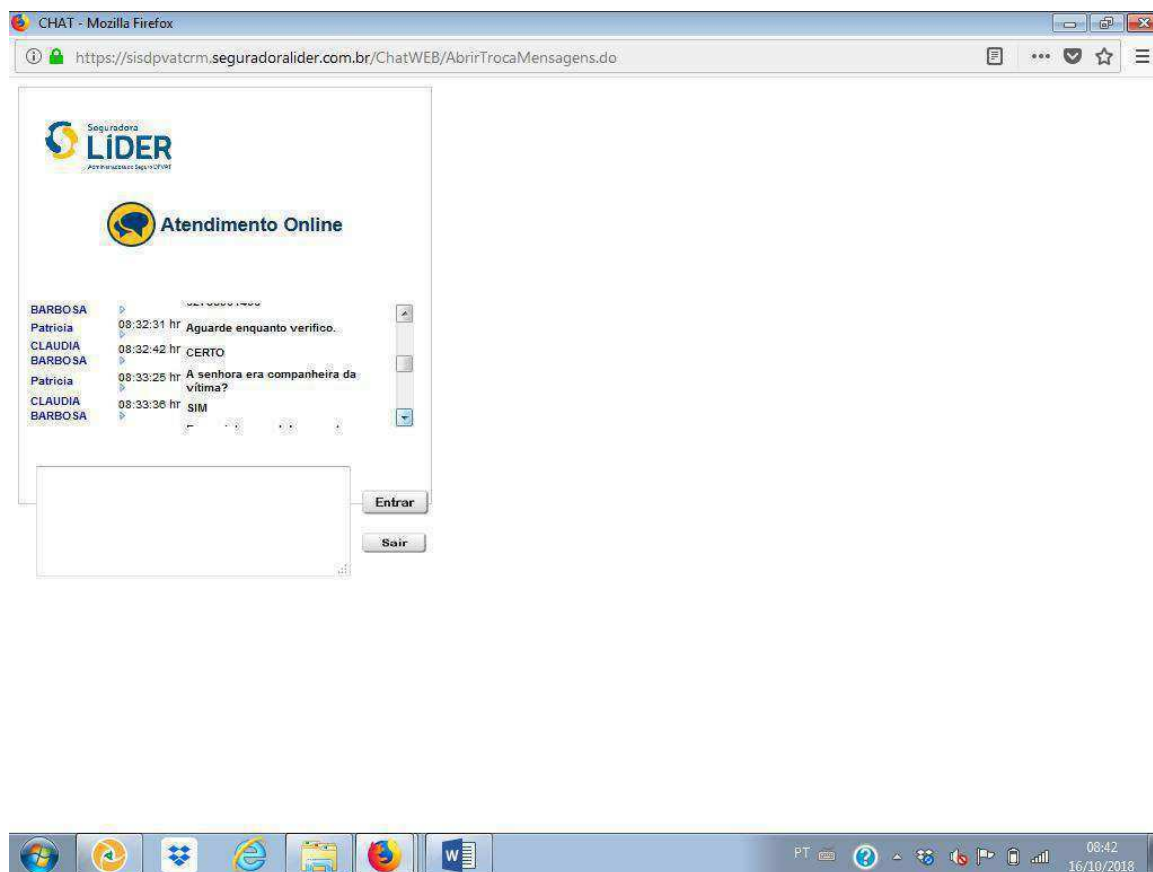 CHAT - Mozilla Firefox
https://sisdpvatcrm.seguradoralider.com.br/ChatWEB/AbrirTrocaMensagens.do
Seguradora
LÍDER
Atendimento Online
BARBOSA
Patricia 08:32:31 hr Aguarde enquanto verifico.
CLAUDIA 08:32:42 hr CERTO
BARBOSA
Patricia 08:33:25 hr A senhora era companheira da
vítima?
CLAUDIA 08:33:36 hr SIM
BARBOSA
Entrar
Sair
PT 08:42
16/10/2018